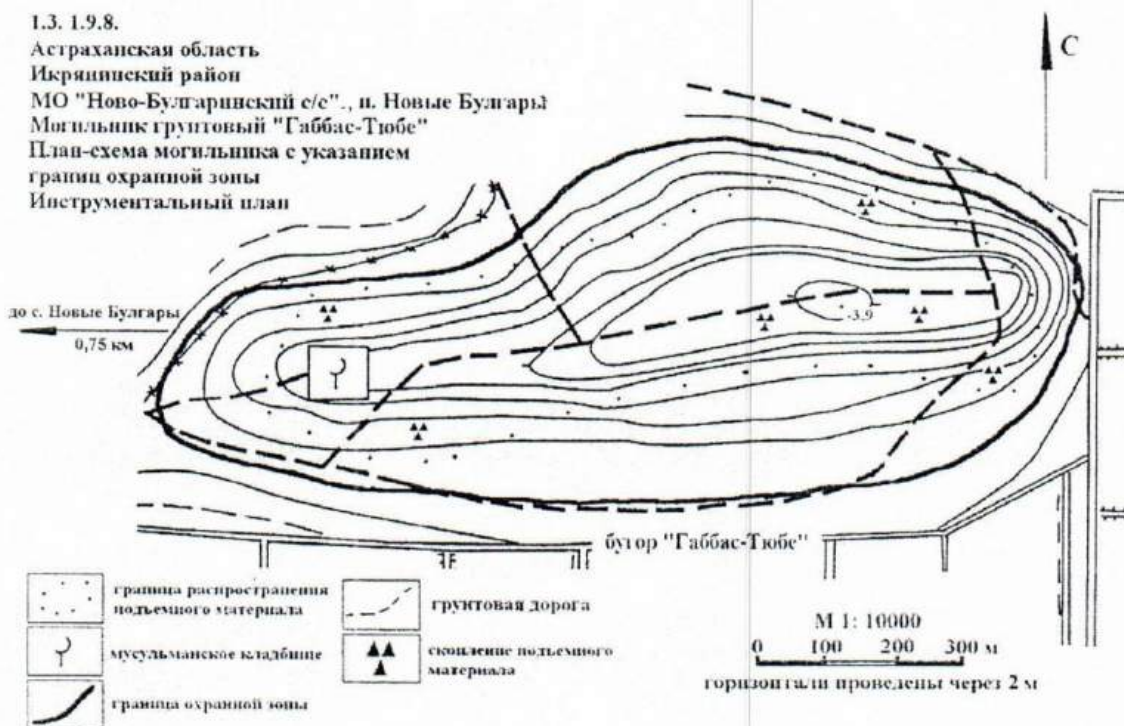 1.3. 1.9.8.
Астраханская область
Икрянинский район
МО "Ново-Булгаринский с/с"., п. Новые Булгары
Могильник грунтовый "Габбас-Тюбе"
План-схема могильника с указанием
границ охранной зоны
Инструментальный план
С
до с. Новые Булгары
0,75 км
-3,9
бугор "Габбас-Тюбе"
граница распространения
подъемного материала
мусульманское кладбище
граница охранной зоны
грунтовая дорога
скопление подъемного
материала
М 1: 10000
0 100 200 300 м
горизонтали проведены через 2 м